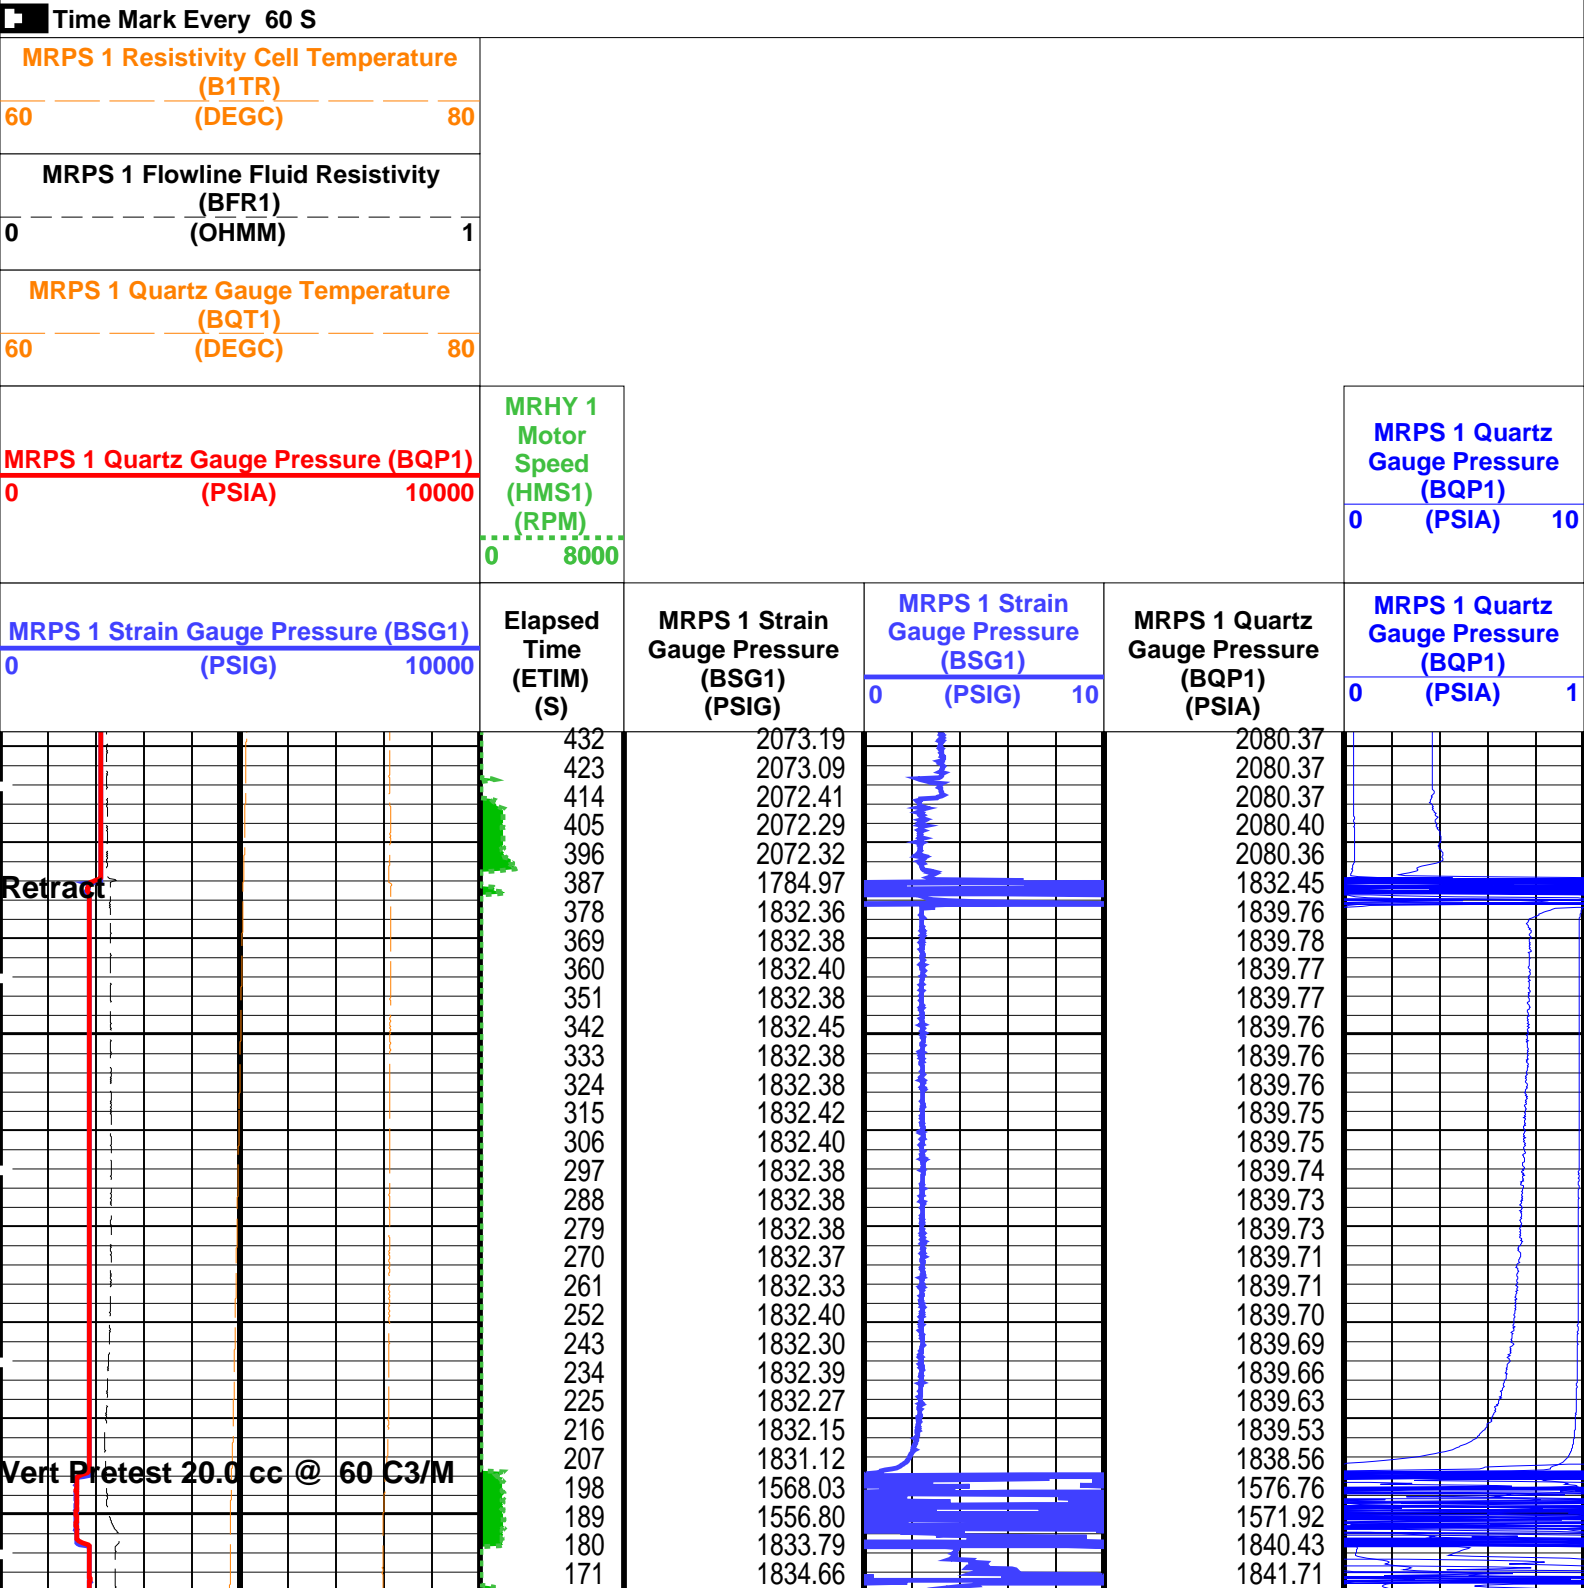 Time Mark Every 60 S
MRPS 1 Resistivity Cell Temperature
(B1TR)
60 (DEGC) 80
MRPS 1 Flowline Fluid Resistivity
(BFR1)
0 (OHMM) 1
MRPS 1 Quartz Gauge Temperature
(BQT1)
60 (DEGC) 80
MRPS 1 Quartz Gauge Pressure (BQP1)
0 (PSIA) 10000
MRHY 1
Motor
Speed
(HMS1)
(RPM)
0 8000
MRPS 1 Quartz
Gauge Pressure
(BQP1)
0 (PSIA) 10
MRPS 1 Strain Gauge Pressure (BSG1)
0 (PSIG) 10000
Elapsed
Time
(ETIM)
(S)
MRPS 1 Strain
Gauge Pressure
(BSG1)
(PSIG)
MRPS 1 Strain
Gauge Pressure
(BSG1)
0 (PSIG) 10
MRPS 1 Quartz
Gauge Pressure
(BQP1)
(PSIA)
MRPS 1 Quartz
Gauge Pressure
(BQP1)
0 (PSIA) 1
432 2073.19 2080.37
423 2073.09 2080.37
414 2072.41 2080.37
405 2072.29 2080.40
396 2072.32 2080.36
Retract 387 1784.97 1832.45
378 1832.36 1839.76
369 1832.38 1839.78
360 1832.40 1839.77
351 1832.38 1839.77
342 1832.45 1839.76
333 1832.38 1839.76
324 1832.38 1839.76
315 1832.42 1839.75
306 1832.40 1839.75
297 1832.38 1839.74
288 1832.38 1839.73
279 1832.38 1839.73
270 1832.37 1839.71
261 1832.33 1839.71
252 1832.40 1839.70
243 1832.30 1839.69
234 1832.39 1839.66
225 1832.27 1839.63
216 1832.15 1839.53
207 1831.12 1838.56
Vert Pretest 20.0 cc @ 60 C3/M
198 1568.03 1576.76
189 1556.80 1571.92
180 1833.79 1840.43
171 1834.66 1841.71